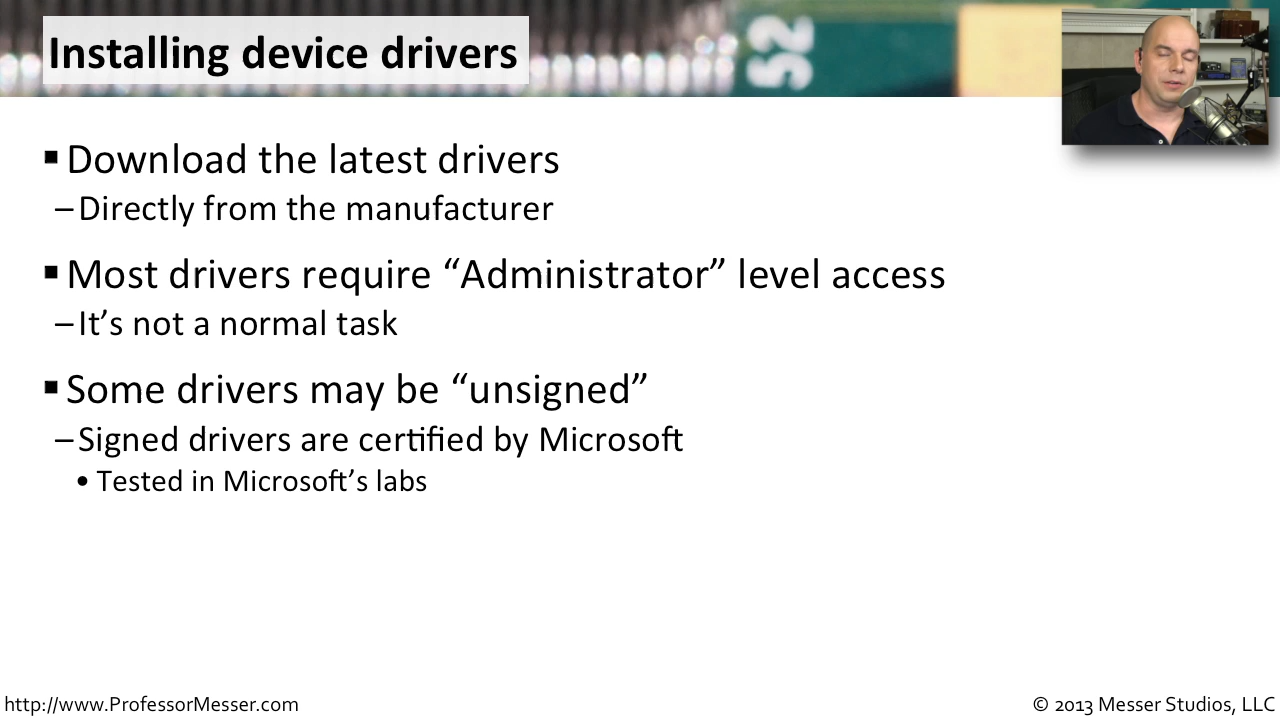 Installing device drivers
52
▪ Download the latest drivers
– Directly from the manufacturer
▪ Most drivers require “Administrator” level access
– It’s not a normal task
▪ Some drivers may be “unsigned”
– Signed drivers are certified by Microsoft
• Tested in Microsoft’s labs
http://www.ProfessorMesser.com
© 2013 Messer Studios, LLC